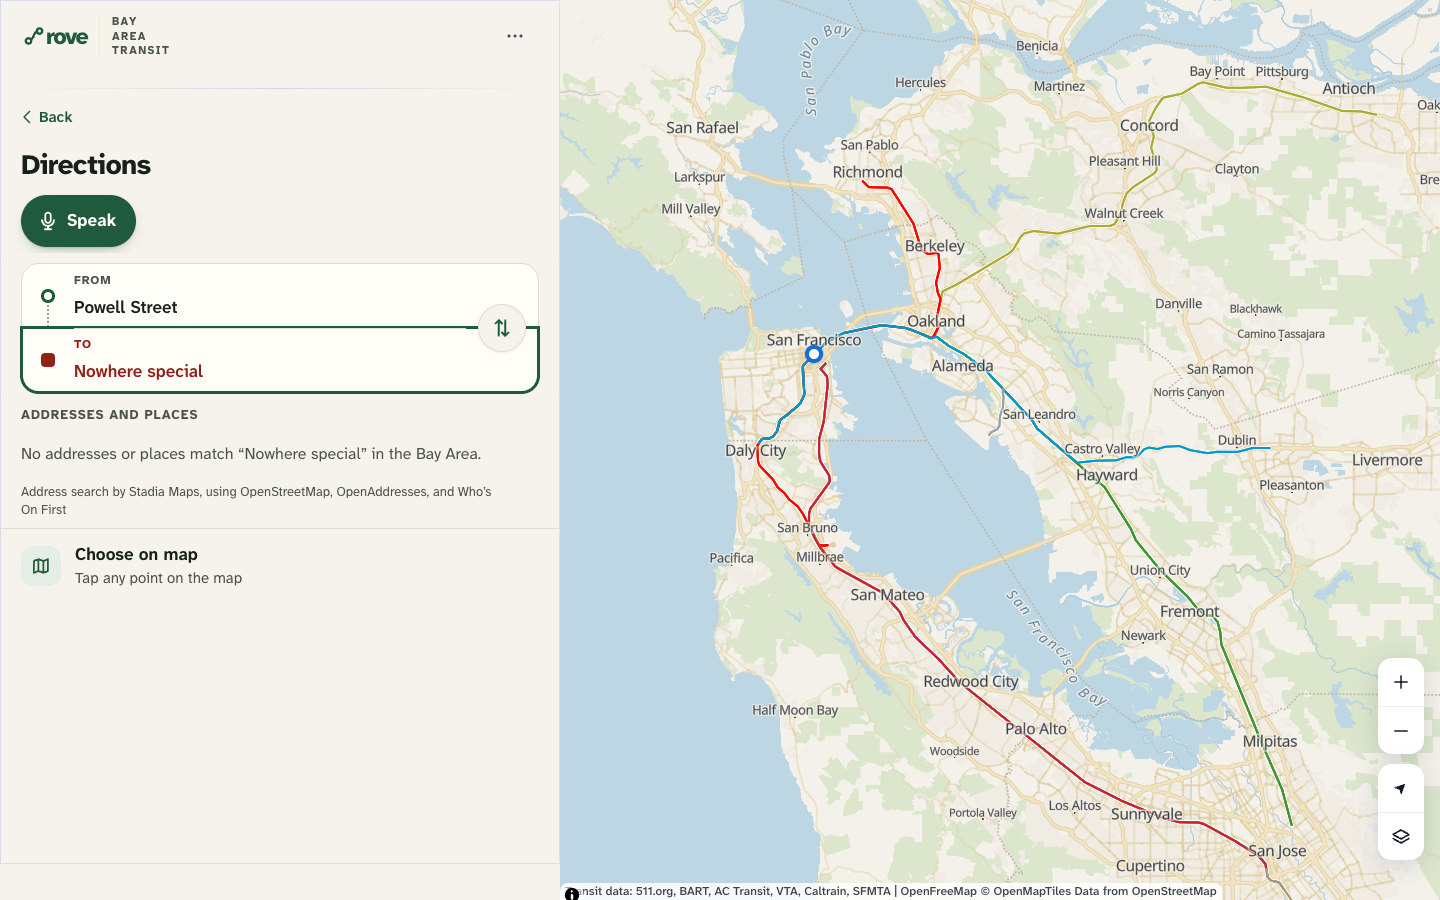 rove
BAY
AREA
TRANSIT
Back
Directions
Speak
FROM
Powell Street
TO
Nowhere special
ADDRESSES AND PLACES
No addresses or places match “Nowhere special” in the Bay Area.
Address search by Stadia Maps, using OpenStreetMap, OpenAddresses, and Who's
On First
Choose on map
Tap any point on the map
San Pablo Bay
Benicia
Hercules
Martinez
Bay Point
Pittsburg
Antioch
Oak
San Rafael
Concord
San Pablo
Pleasant Hill
Clayton
Richmond
Larkspur
Bre
Mill Valley
Walnut Creek
Berkeley
Danville
Blackhawk
Oakland
Camino Tassajara
San Francisco
Alameda
San Ramon
Norris Canyon
San Leandro
Daly City
Castro Valley
Dublin
Livermore
Hayward
Pleasanton
San Bruno
Pacifica
Millbrae
Union City
San Mateo
San Francisco Bay
Fremont
Newark
Redwood City
Half Moon Bay
Palo Alto
Milpitas
Woodside
Los Altos
Portola Valley
Sunnyvale
San Jose
Cupertino
nsit data: 511.org, BART, AC Transit, VTA, Caltrain, SFMTA | OpenFreeMap © OpenMapTiles Data from OpenStreetMap